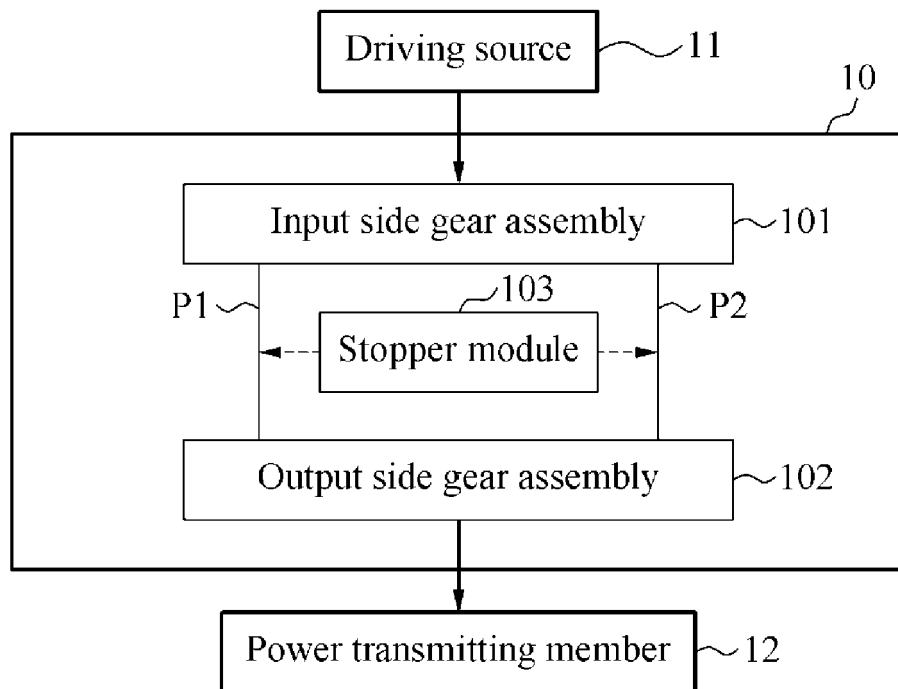 Driving source 11
10
Input side gear assembly 101
P1 103 P2
Stopper module
Output side gear assembly 102
Power transmitting member 12